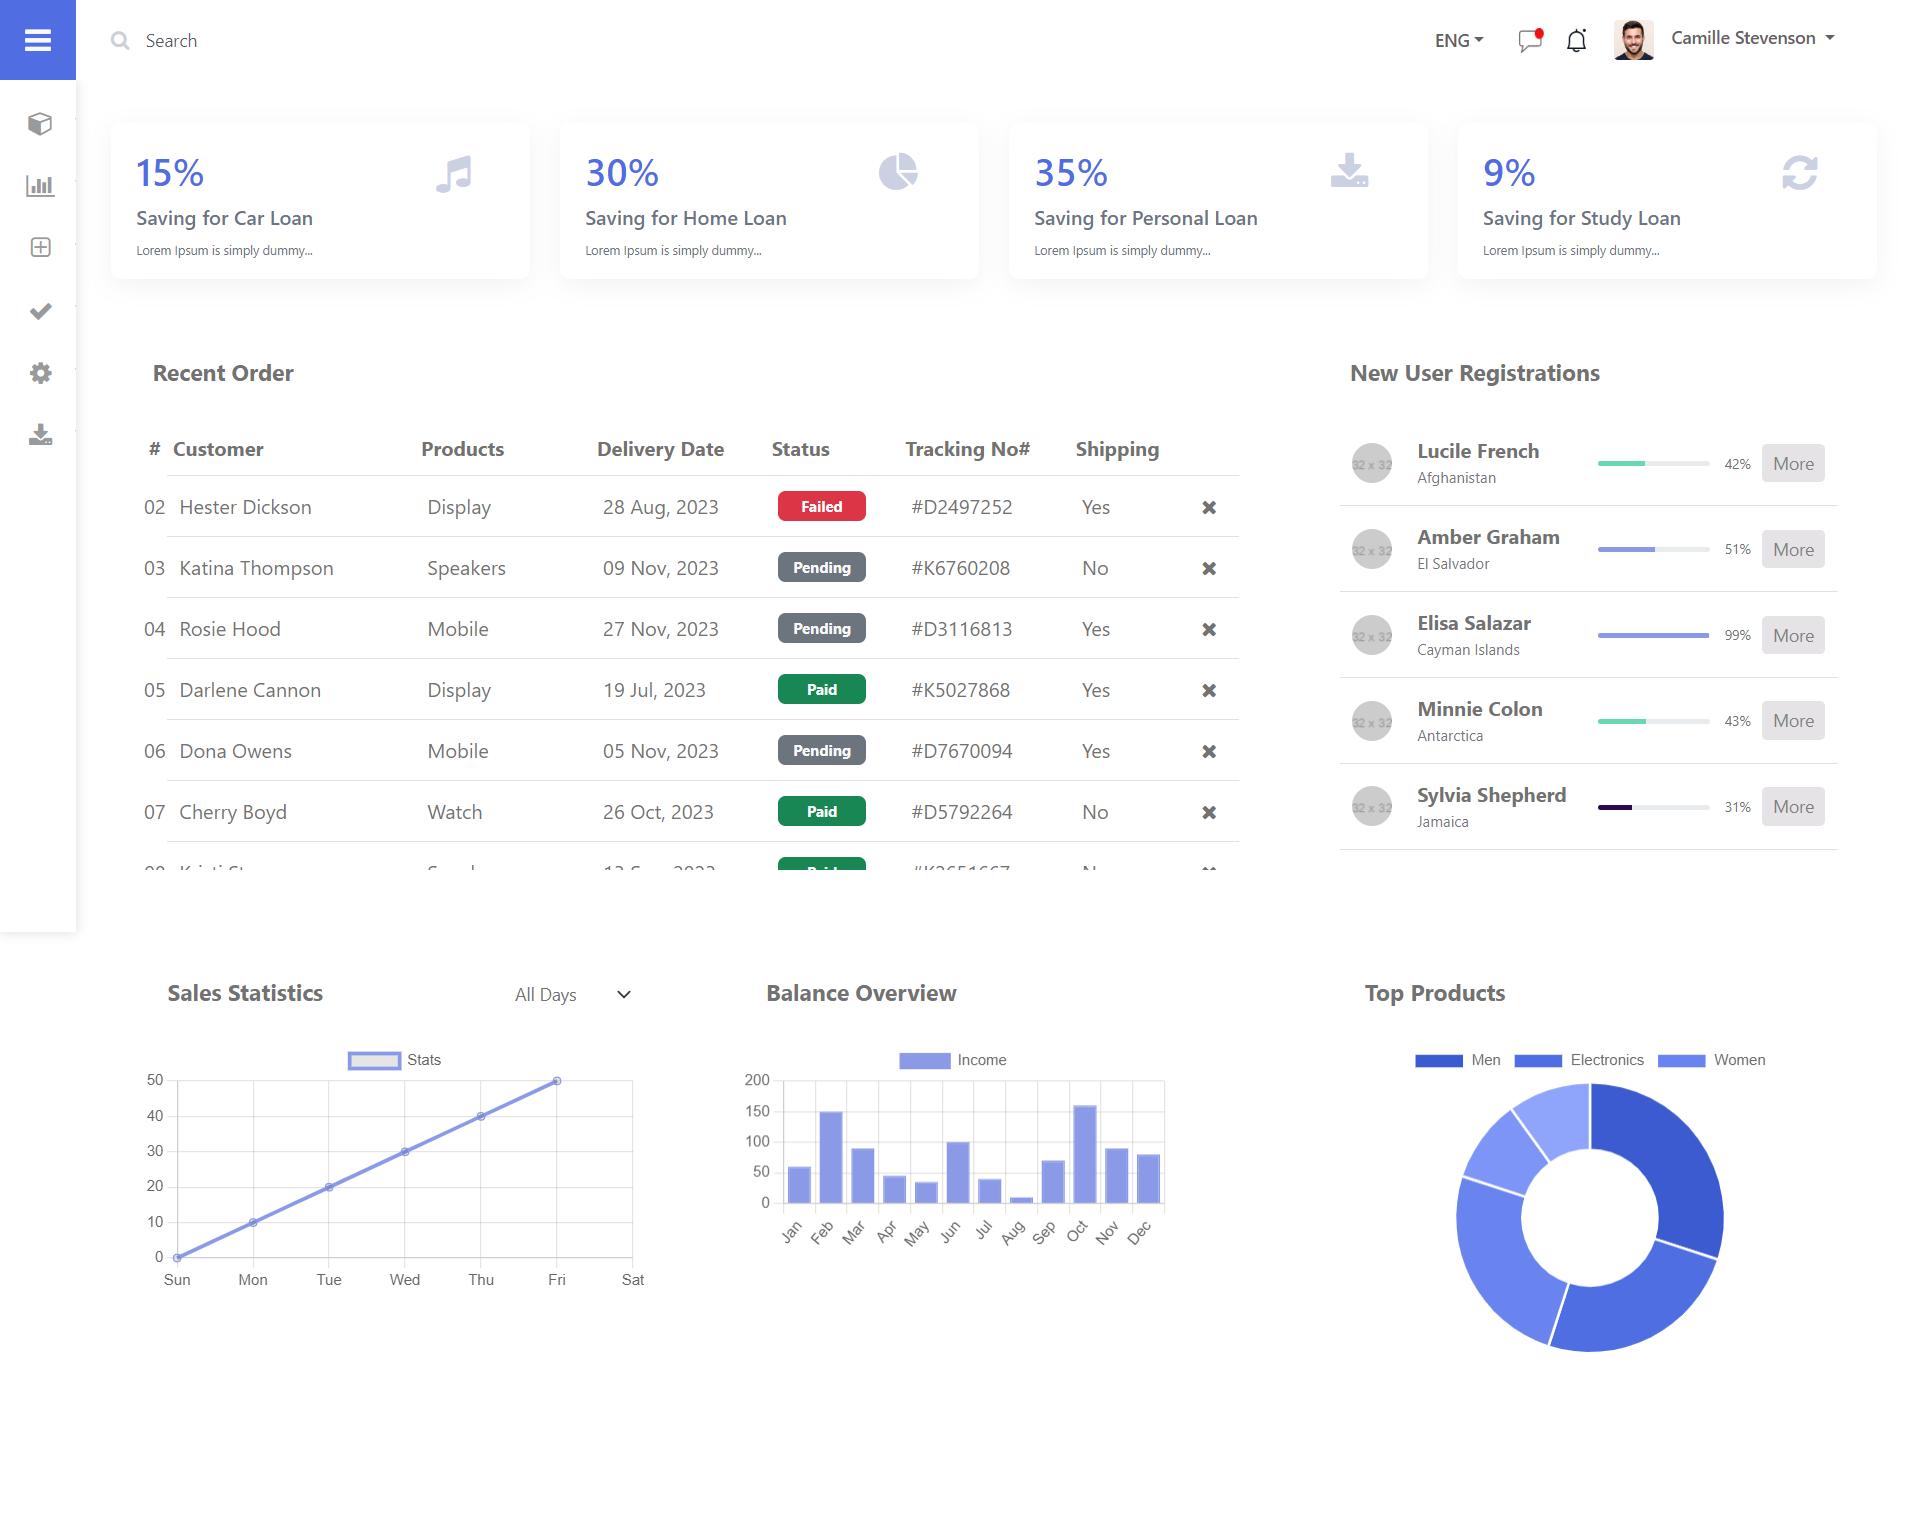 Search
ENG
Camille Stevenson
15%
Saving for Car Loan
Lorem Ipsum is simply dummy...
30%
Saving for Home Loan
Lorem Ipsum is simply dummy...
35%
Saving for Personal Loan
Lorem Ipsum is simply dummy...
9%
Saving for Study Loan
Lorem Ipsum is simply dummy...
Recent Order
# Customer Products Delivery Date Status Tracking No# Shipping
02 Hester Dickson Display 28 Aug, 2023 Failed #D2497252 Yes
03 Katina Thompson Speakers 09 Nov, 2023 Pending #K6760208 No
04 Rosie Hood Mobile 27 Nov, 2023 Pending #D3116813 Yes
05 Darlene Cannon Display 19 Jul, 2023 Paid #K5027868 Yes
06 Dona Owens Mobile 05 Nov, 2023 Pending #D7670094 Yes
07 Cherry Boyd Watch 26 Oct, 2023 Paid #D5792264 No
New User Registrations
32 x 32 Lucile French 42% More
Afghanistan
32 x 32 Amber Graham 51% More
El Salvador
32 x 32 Elisa Salazar 99% More
Cayman Islands
32 x 32 Minnie Colon 43% More
Antarctica
32 x 32 Sylvia Shepherd 31% More
Jamaica
Sales Statistics
All Days
Stats
50
40
30
20
10
0
Sun Mon Tue Wed Thu Fri Sat
Balance Overview
Income
200
150
100
50
0
Jan Feb Mar Apr May Jun Jul Aug Sep Oct Nov Dec
Top Products
Men Electronics Women